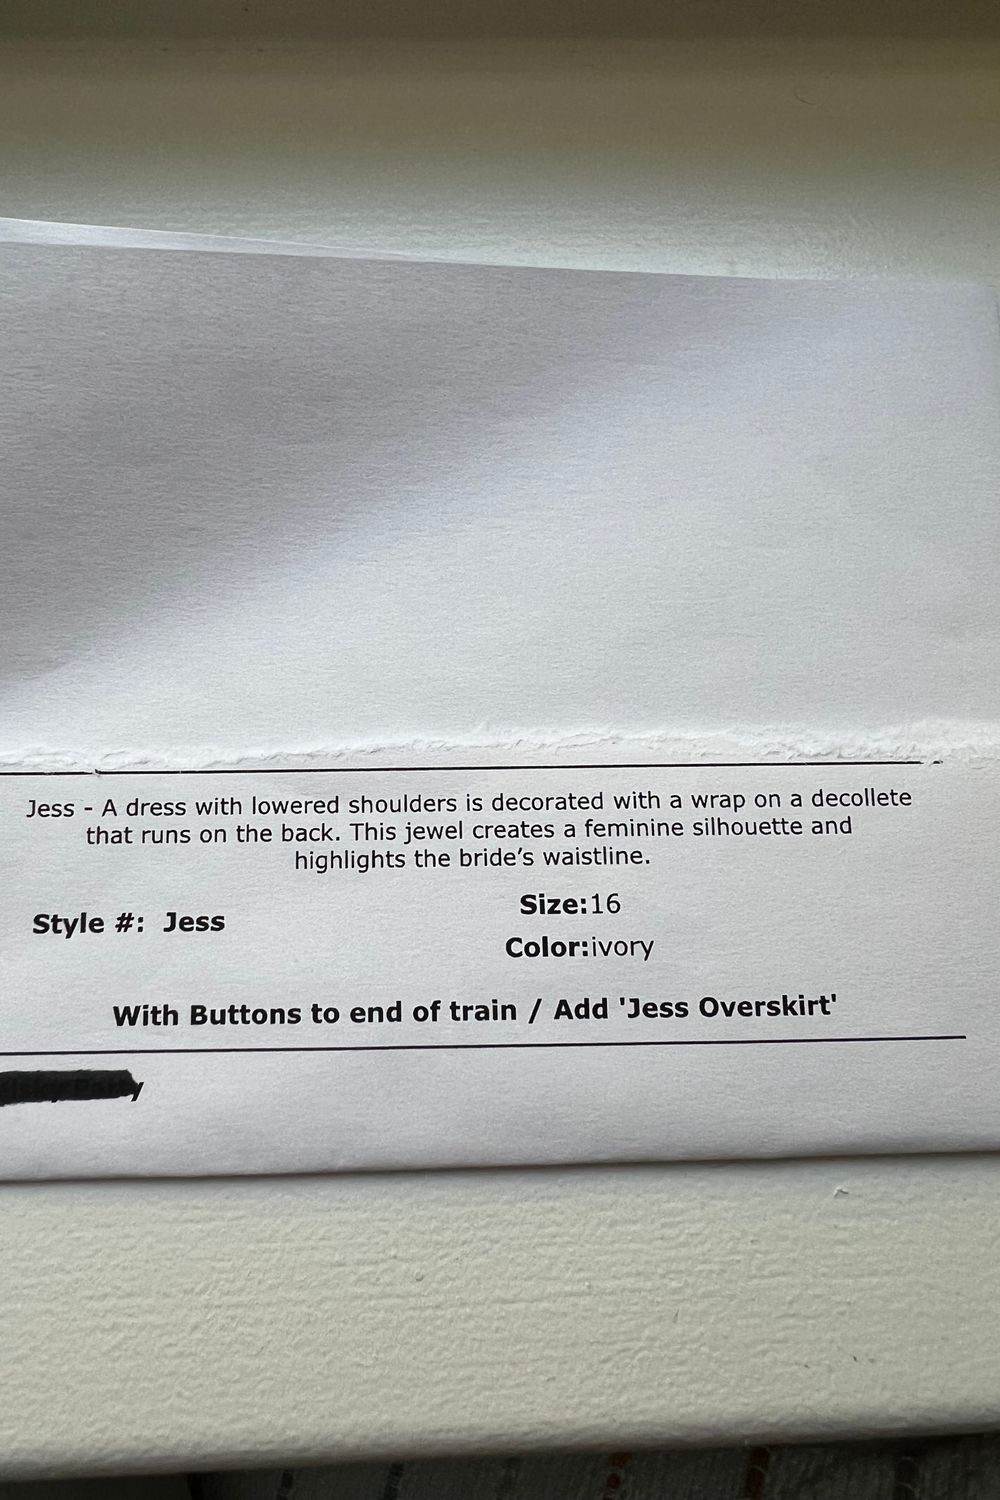 Jess - A dress with lowered shoulders is decorated with a wrap on a decollete
that runs on the back. This jewel creates a feminine silhouette and
highlights the bride’s waistline.
Style #: Jess
Size:16
Color:ivory
With Buttons to end of train / Add 'Jess Overskirt'